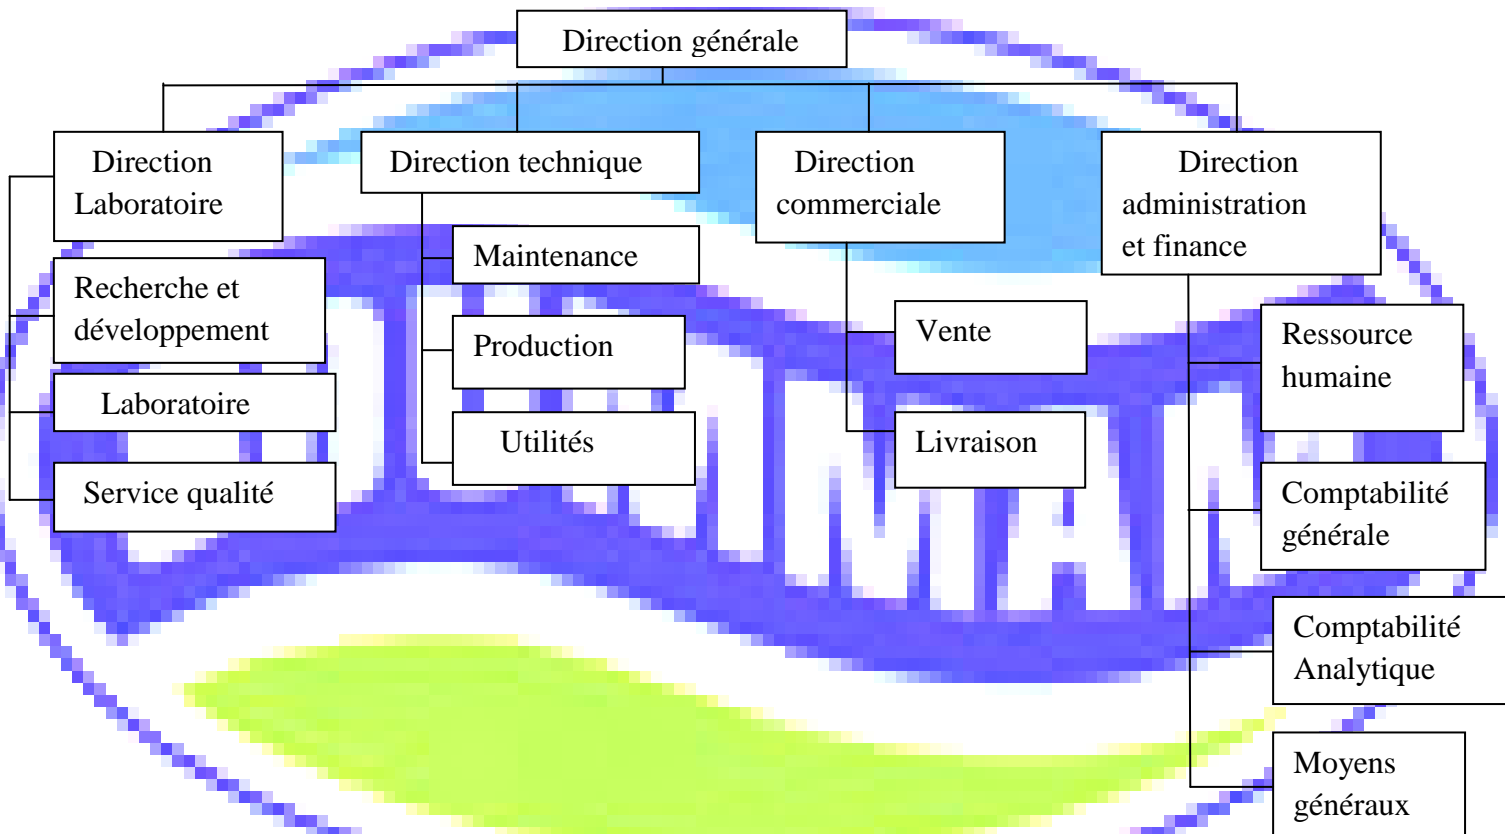 Direction générale
Direction
Laboratoire
Recherche et
développement
Laboratoire
Service qualité
Direction technique
Maintenance
Production
Utilités
Direction
commerciale
Vente
Livraison
Direction
administration
et finance
Ressource
humaine
Comptabilité
générale
Comptabilité
Analytique
Moyens
généraux